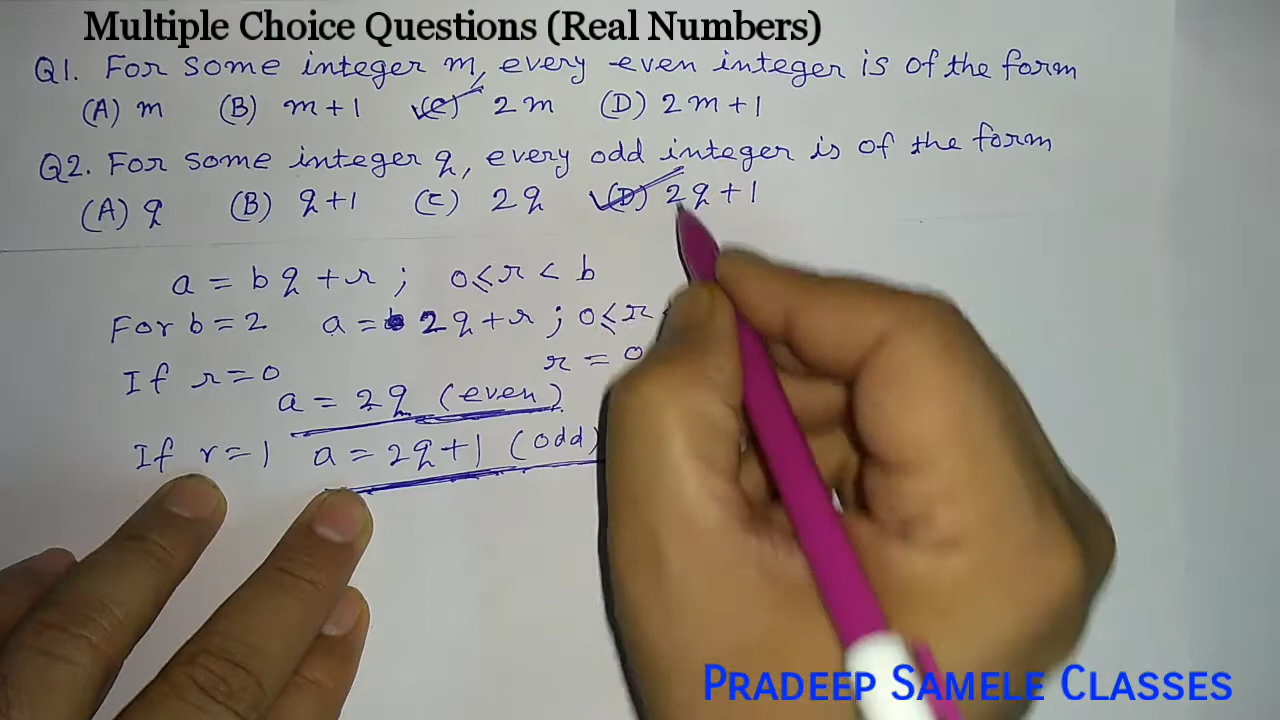 Multiple Choice Questions (Real Numbers)
Q1. For some integer m, every even integer is of the form
(A) m (B) m+1 (C) 2m (D) 2m+1
Q2. For some integer q, every odd integer is of the form
(A) q (B) q+1 (C) 2q (D) 2q+1
a = bq+r ; 0≤r < b
For b=2 a = 2q+r ; 0≤r
If r=0 r = 0
a = 2q (even)
If r=1 a = 2q+1 (odd)
Pradeep Samele Classes